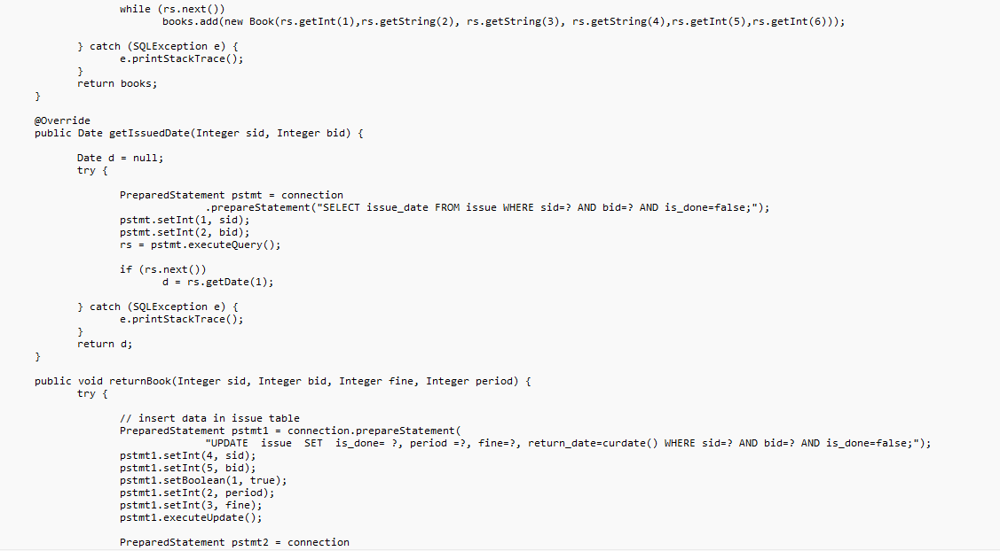 while (rs.next())
books.add(new Book(rs.getInt(1),rs.getString(2), rs.getString(3), rs.getString(4),rs.getInt(5),rs.getInt(6)));
} catch (SQLException e) {
e.printStackTrace();
}
return books;
}
@Override
public Date getIssuedDate(Integer sid, Integer bid) {
Date d = null;
try {
PreparedStatement pstmt = connection
.prepareStatement("SELECT issue_date FROM issue WHERE sid=? AND bid=? AND is_done=false;");
pstmt.setInt(1, sid);
pstmt.setInt(2, bid);
rs = pstmt.executeQuery();
if (rs.next())
d = rs.getDate(1);
} catch (SQLException e) {
e.printStackTrace();
}
return d;
}
public void returnBook(Integer sid, Integer bid, Integer fine, Integer period) {
try {
// insert data in issue table
PreparedStatement pstmt1 = connection.prepareStatement(
"UPDATE  issue  SET  is_done= ?, period =?, fine=?, return_date=curdate() WHERE sid=? AND bid=? AND is_done=false;");
pstmt1.setInt(4, sid);
pstmt1.setInt(5, bid);
pstmt1.setBoolean(1, true);
pstmt1.setInt(2, period);
pstmt1.setInt(3, fine);
pstmt1.executeUpdate();
PreparedStatement pstmt2 = connection